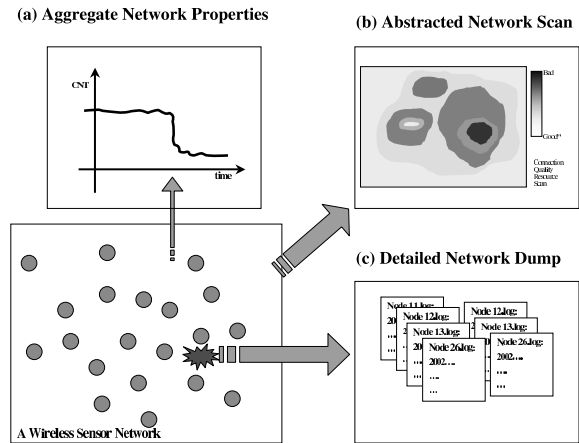 (a) Aggregate Network Properties
CNT
time
(b) Abstracted Network Scan
Bad
Good
Connection
Quality
Resource
Scan
(c) Detailed Network Dump
Node 11.log:
Node 12.log:
200
Node 12.log:
2
Node 13.log:
Node 13.log:
Node 26.log:
2002…..
….
…
Node 26.log:
2002…..
….
…
A Wireless Sensor Network